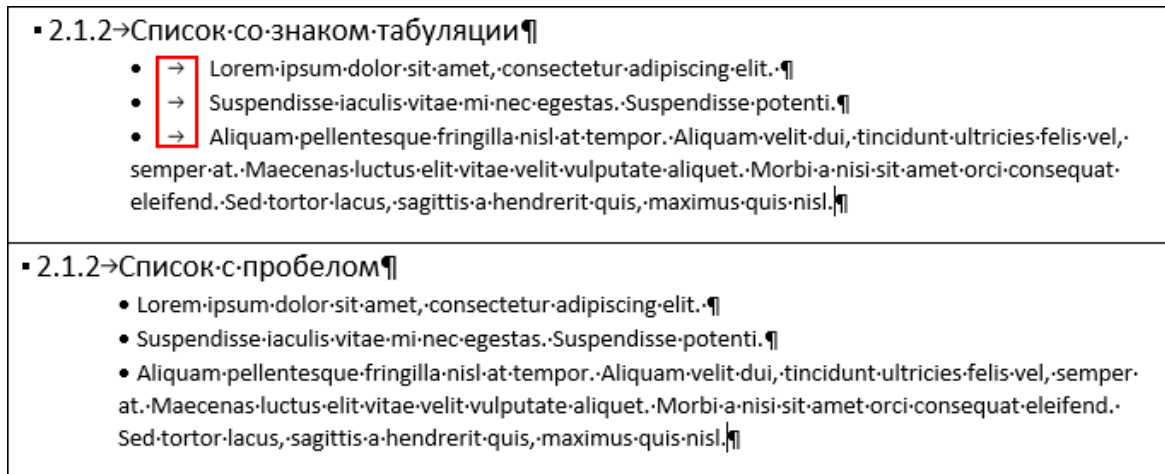 ▪ 2.1.2→Список·со·знаком·табуляции¶
• → Lorem·ipsum·dolor·sit·amet,·consectetur·adipiscing·elit.·¶
• → Suspendisse·iaculis·vitae·mi·nec·egestas.·Suspendisse·potenti.¶
• → Aliquam·pellentesque·fringilla·nisl·at·tempor.·Aliquam·velit·dui,·tincidunt·ultricies·felis·vel,·
semper·at.·Maecenas·luctus·elit·vitae·velit·vulputate·aliquet.·Morbi·a·nisi·sit·amet·orci·consequat·
eleifend.·Sed·tortor·lacus,·sagittis·a·hendrerit·quis,·maximus·quis·nisl.¶
▪ 2.1.2→Список·с·пробелом¶
• Lorem·ipsum·dolor·sit·amet,·consectetur·adipiscing·elit.·¶
• Suspendisse·iaculis·vitae·mi·nec·egestas.·Suspendisse·potenti.¶
• Aliquam·pellentesque·fringilla·nisl·at·tempor.·Aliquam·velit·dui,·tincidunt·ultricies·felis·vel,·semper·
at.·Maecenas·luctus·elit·vitae·velit·vulputate·aliquet.·Morbi·a·nisi·sit·amet·orci·consequat·eleifend.·
Sed·tortor·lacus,·sagittis·a·hendrerit·quis,·maximus·quis·nisl.¶